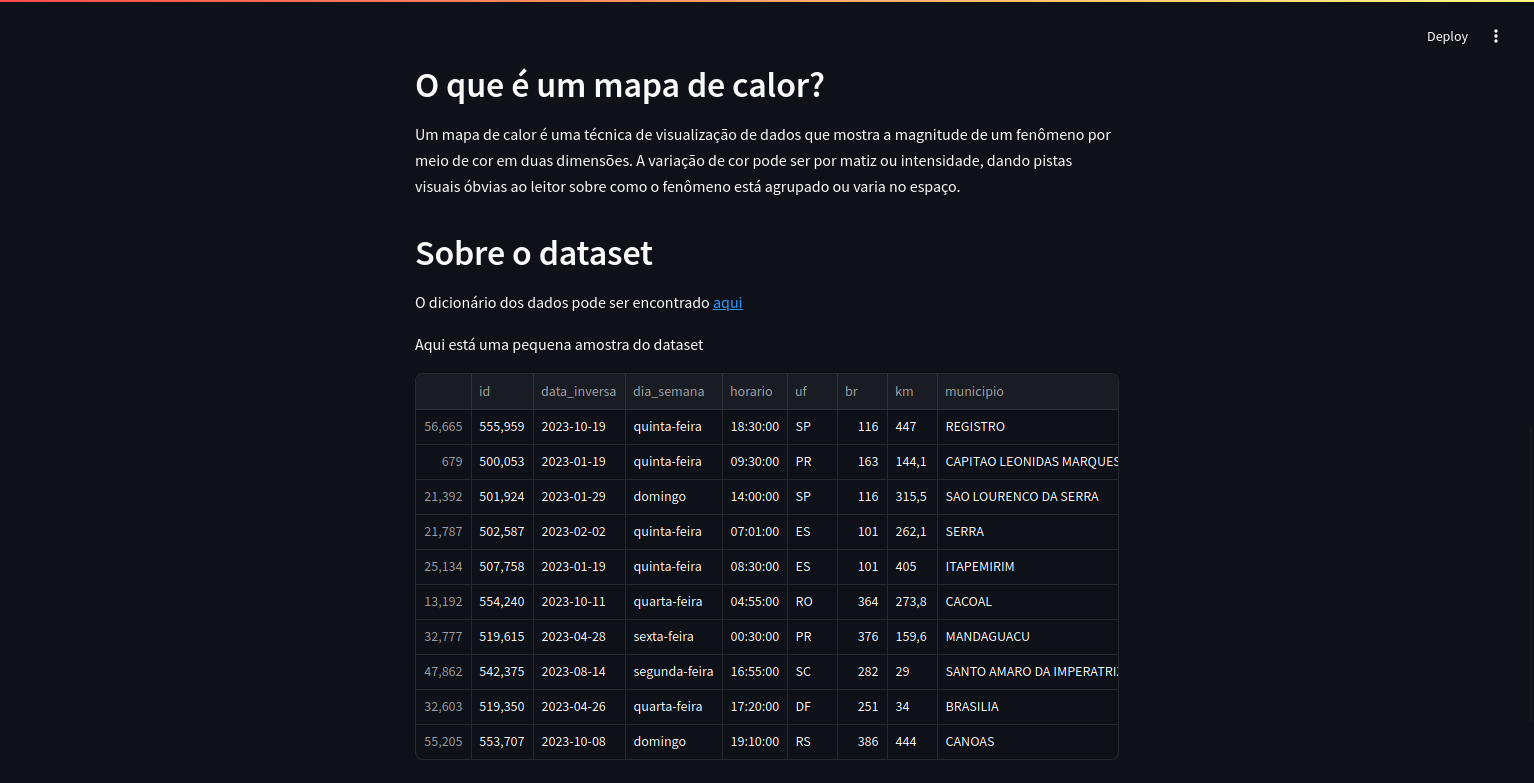 Deploy
O que é um mapa de calor?
Um mapa de calor é uma técnica de visualização de dados que mostra a magnitude de um fenômeno por
meio de cor em duas dimensões. A variação de cor pode ser por matiz ou intensidade, dando pistas
visuais óbvias ao leitor sobre como o fenômeno está agrupado ou varia no espaço.
Sobre o dataset
O dicionário dos dados pode ser encontrado aqui
Aqui está uma pequena amostra do dataset
id data_inversa dia_semana horario uf br km municipio
56,665 555,959 2023-10-19 quinta-feira 18:30:00 SP 116 447 REGISTRO
679 500,053 2023-01-19 quinta-feira 09:30:00 PR 163 144,1 CAPITAO LEONIDAS MARQUES
21,392 501,924 2023-01-29 domingo 14:00:00 SP 116 315,5 SAO LOURENCO DA SERRA
21,787 502,587 2023-02-02 quinta-feira 07:01:00 ES 101 262,1 SERRA
25,134 507,758 2023-01-19 quinta-feira 08:30:00 ES 101 405 ITAPEMIRIM
13,192 554,240 2023-10-11 quarta-feira 04:55:00 RO 364 273,8 CACOAL
32,777 519,615 2023-04-28 sexta-feira 00:30:00 PR 376 159,6 MANDAGUACU
47,862 542,375 2023-08-14 segunda-feira 16:55:00 SC 282 29 SANTO AMARO DA IMPERATRIZ
32,603 519,350 2023-04-26 quarta-feira 17:20:00 DF 251 34 BRASILIA
55,205 553,707 2023-10-08 domingo 19:10:00 RS 386 444 CANOAS